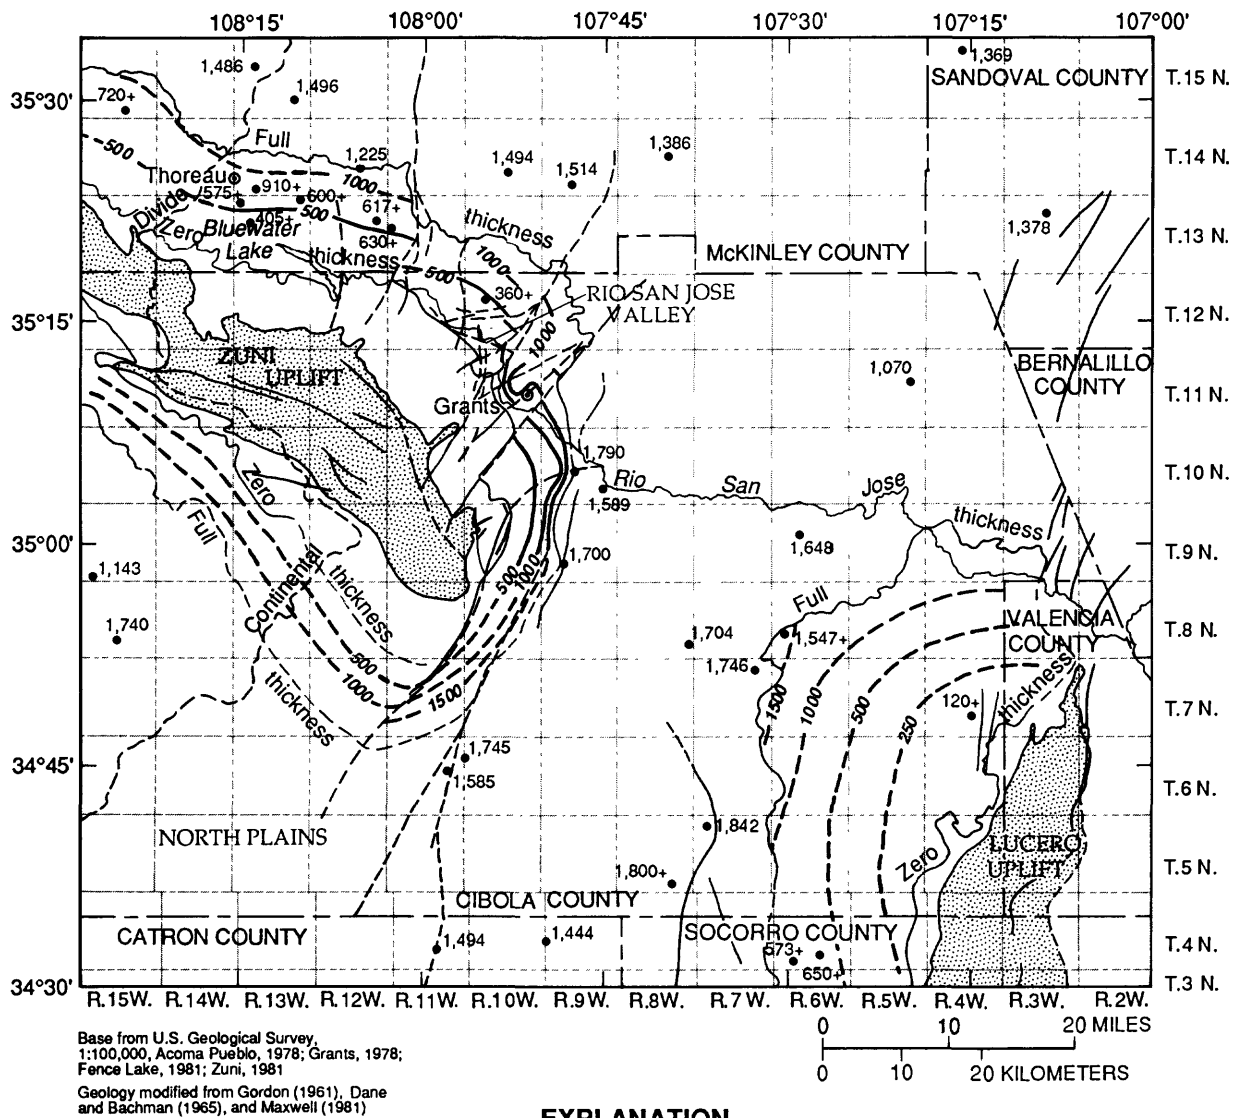 108°15' 108°00' 107°45' 107°30' 107°15' 107°00'
1,486
1,369
SANDOVAL COUNTY
T.15 N.
35°30'
720+
1,496
Full
500
1,225
1,494
1,386
T.14 N.
1,514
Thoreau
910+
1000
575+
600+
Divide
405+
500
617+
thickness
1,378
Zero
Bluewater
Lake
630+
thickness
500
1000
McKINLEY COUNTY
T.13 N.
360+
RIO SAN JOSE
VALLEY
T.12 N.
35°15'
1000
ZUNI
UPLIFT
1,070
BERNALILLO
COUNTY
T.11 N.
Grants
1,790
Zero
Rio San Jose
T.10 N.
1,589
Full
thickness
35°00'
1,648
T.9 N.
1,143
Continental
thickness
500
1000
1,700
Full
VALENCIA
COUNTY
T.8 N.
1,740
1,704
1,547+
1,746
thickness
500
1000
1500
thickness
1500
1000
500
250
120+
T.7 N.
34°45'
1,745
1,585
T.6 N.
NORTH PLAINS
1,842
Zero
LUCERO
UPLIFT
T.5 N.
1,800+
CIBOLA COUNTY
CATRON COUNTY
1,494
1,444
SOCORRO COUNTY
573+
650+
T.4 N.
34°30'
T.3 N.
R.15W. R.14W. R.13W. R.12W. R.11W. R.10W. R.9W. R.8W. R.7W. R.6W. R.5W. R.4W. R.3W. R.2W.
0 10 20 MILES
0 10 20 KILOMETERS
Base from U.S. Geological Survey,
1:100,000, Acoma Pueblo, 1978; Grants, 1978;
Fence Lake, 1981; Zuni, 1981
Geology modified from Gordon (1961), Dane
and Bachman (1965), and Maxwell (1981)
EXPLANATION